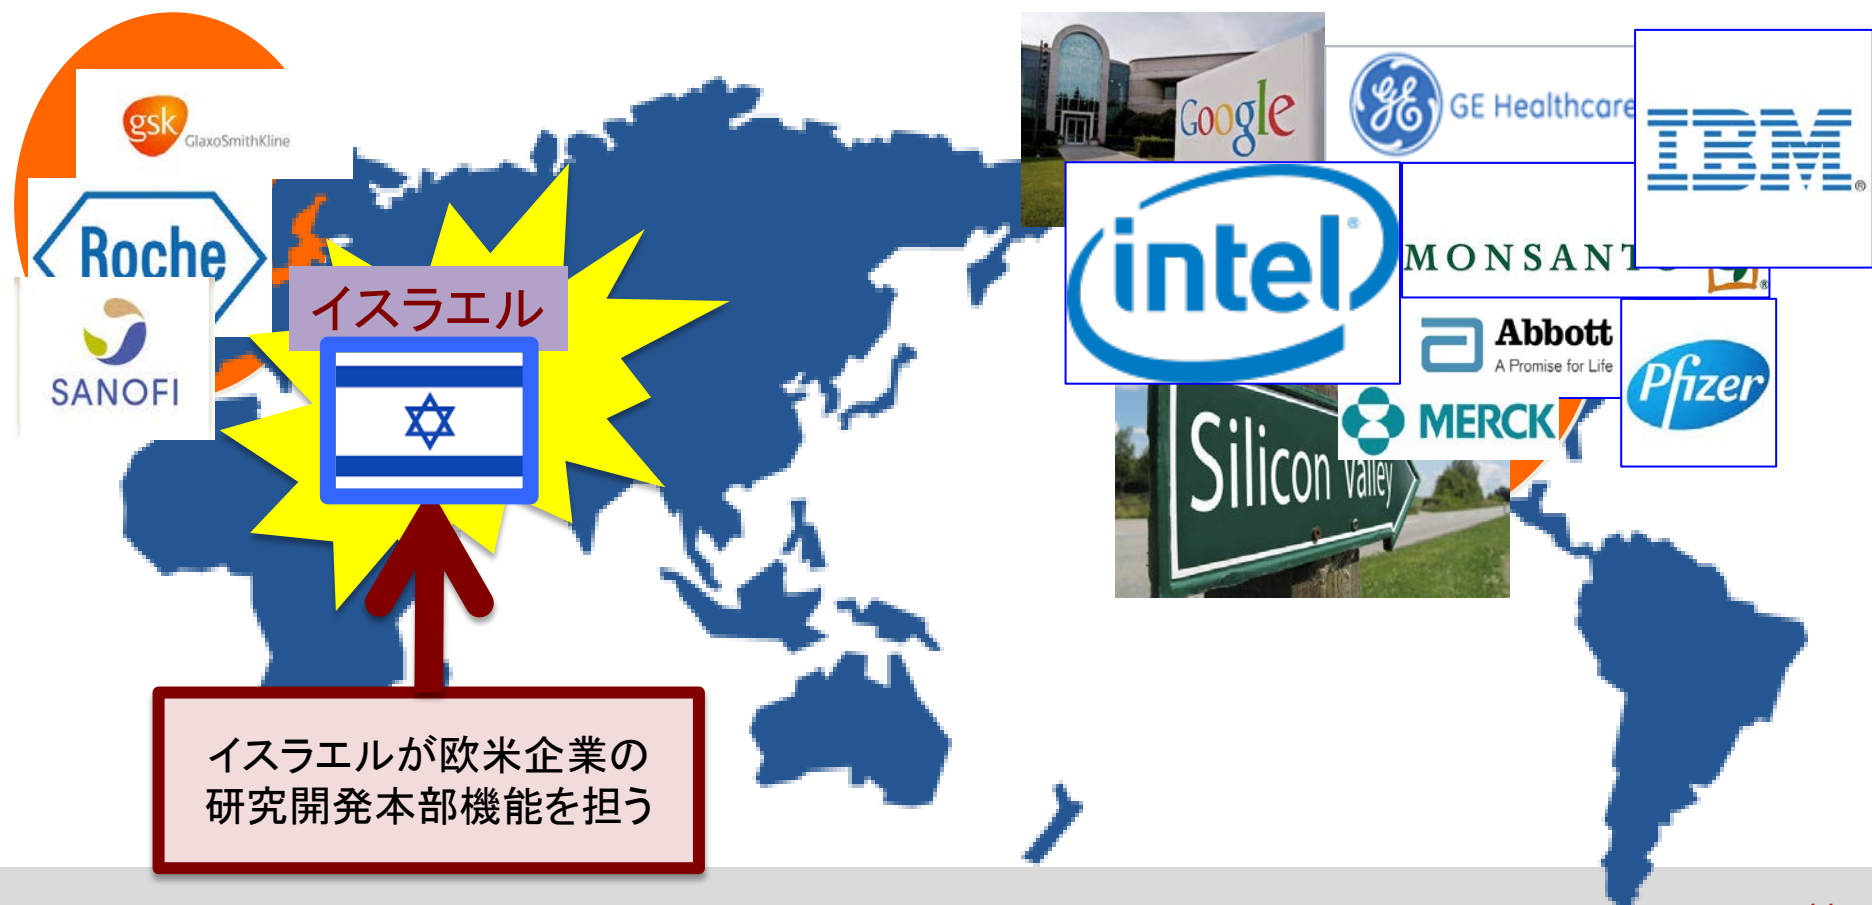 gsk
GlaxoSmithKline
Roche
SANOFI
イスラエル
イスラエルが欧米企業の
研究開発本部機能を担う
Google
GE
GE Healthcare
IBM®
intel®
MONSANT
®
Abbott
A Promise for Life
Pfizer
MERCK
Silicon Valley